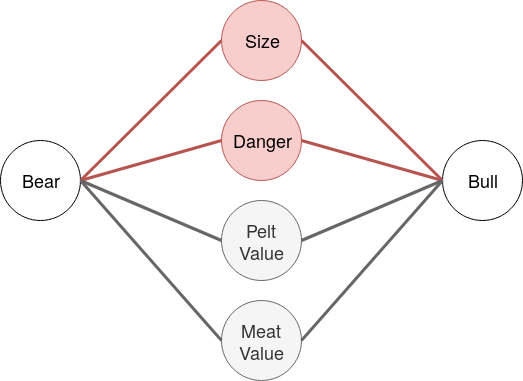 Size
Danger
Bear
Bull
Pelt
Value
Meat
Value